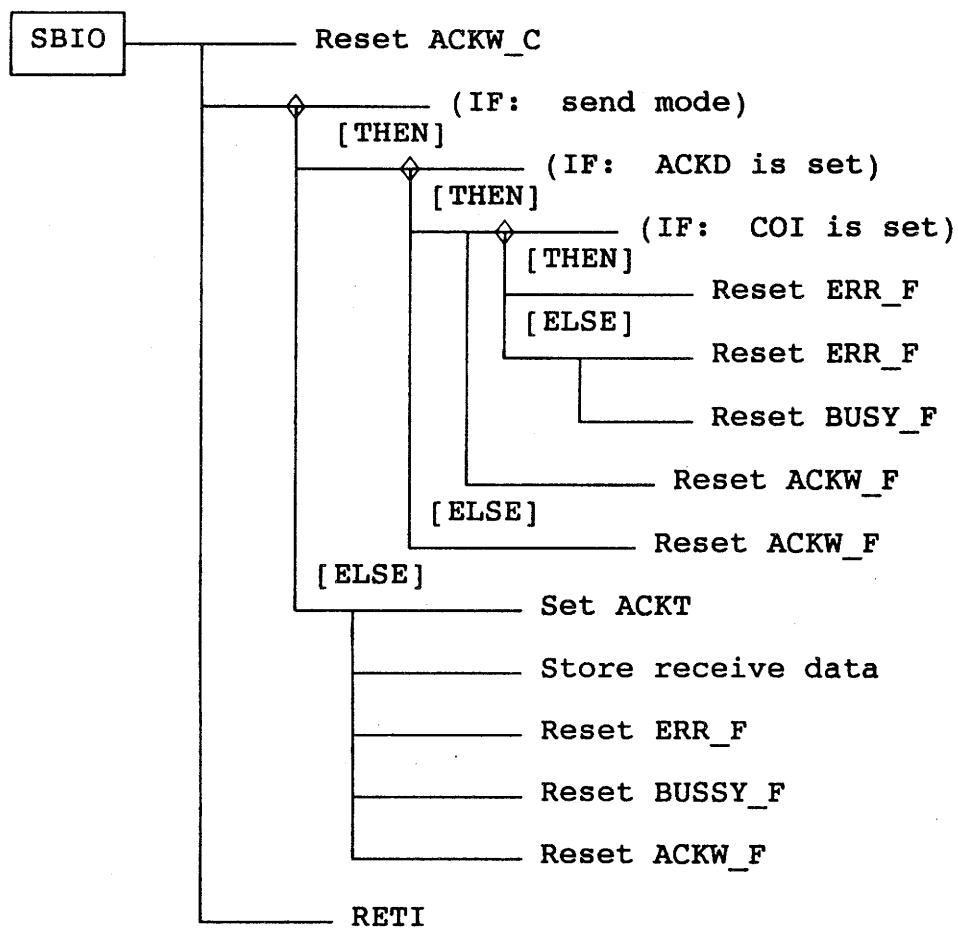 SBIO
Reset ACKW_C
(IF: send mode)
[THEN]
(IF: ACKD is set)
[THEN]
(IF: COI is set)
[THEN]
Reset ERR_F
[ELSE]
Reset ERR_F
Reset BUSY_F
Reset ACKW_F
[ELSE]
Reset ACKW_F
[ELSE]
Set ACKT
Store receive data
Reset ERR_F
Reset BUSSY_F
Reset ACKW_F
RETI